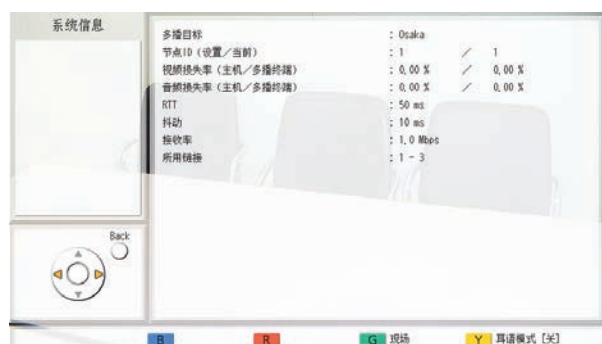 系统信息
多播目标 : Osaka
节点ID（设置／当前） : 1 ／ 1
视频损失率（主机／多播终端） : 0.00 % ／ 0.00 %
音频损失率（主机／多播终端） : 0.00 % ／ 0.00 %
RTT : 50 ms
抖动 : 10 ms
接收率 : 1.0 Mbps
所用链接 : 1 - 3
Back
B R G 现场 Y 耳语模式 [关]